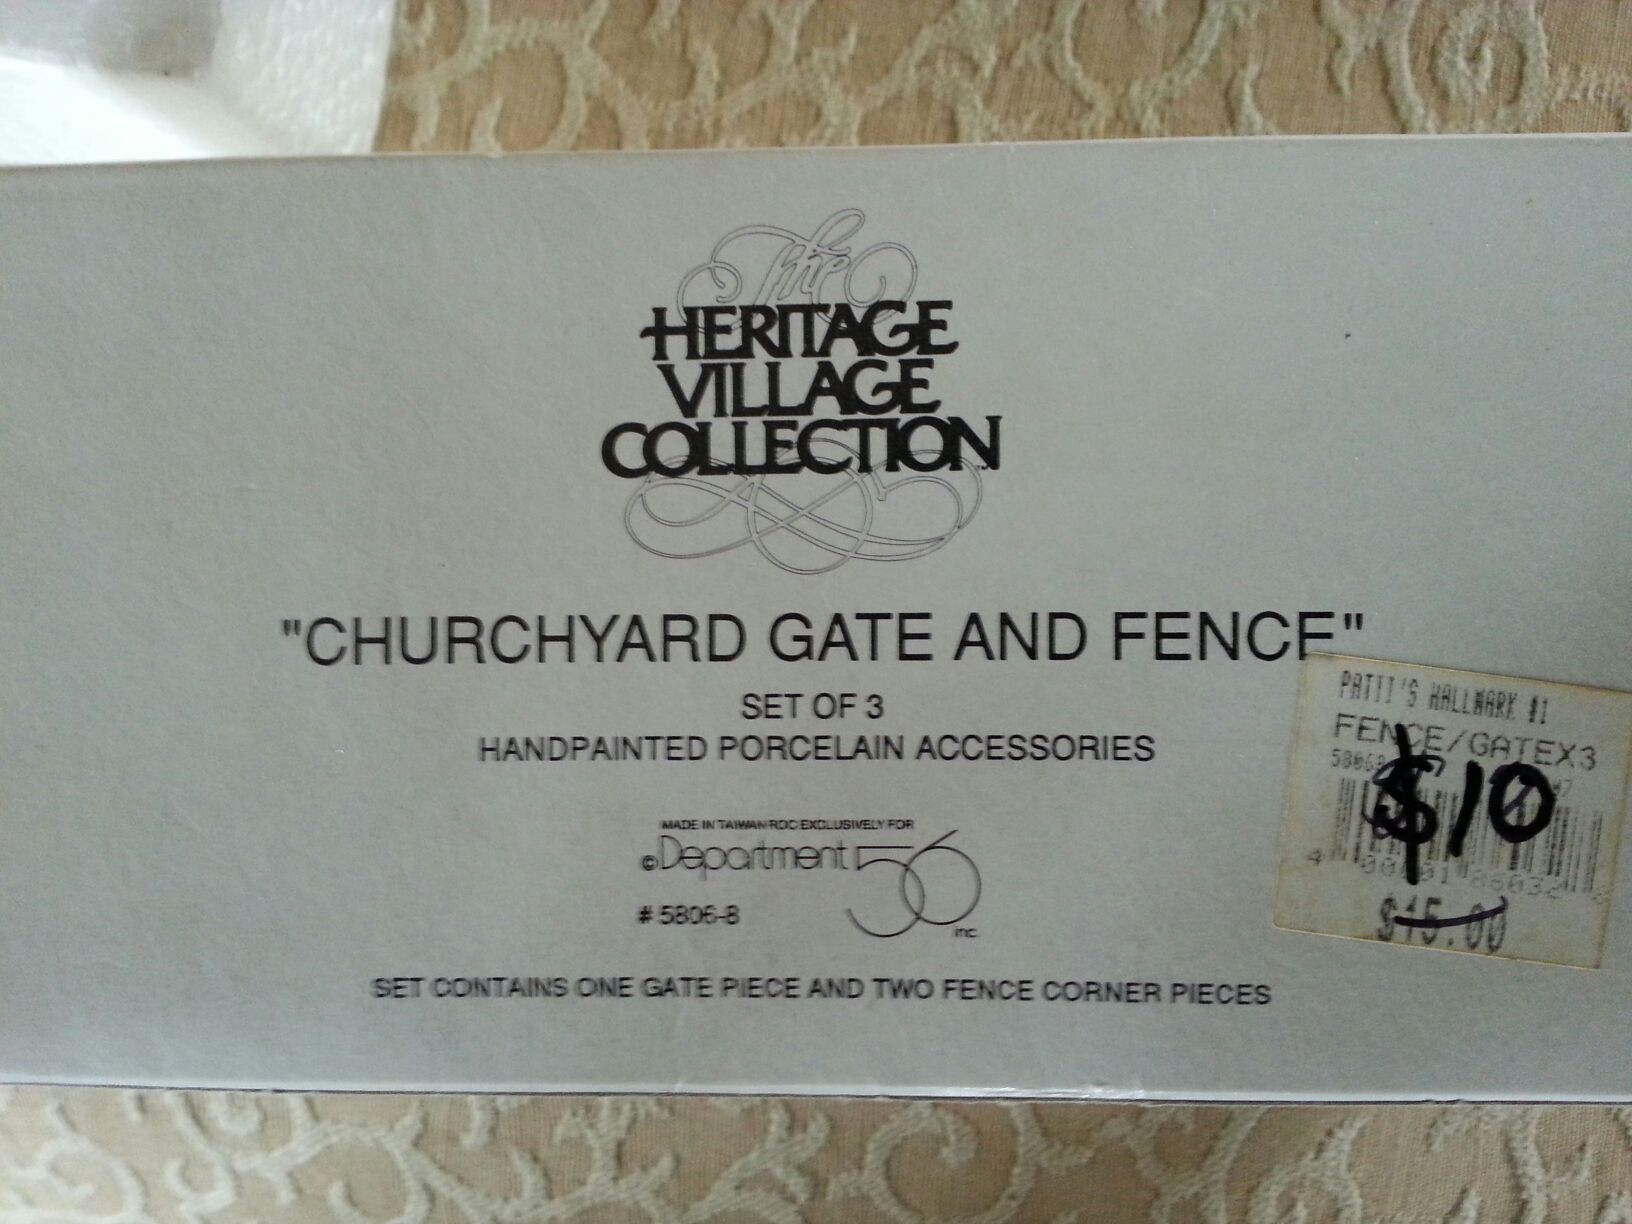 The
HERITAGE
VILLAGE
COLLECTION
"CHURCHYARD GATE AND FENCE"
SET OF 3
HANDPAINTED PORCELAIN ACCESSORIES
MADE IN TAIWAN ROC EXCLUSIVELY FOR
© Department 56 inc
# 5806-8
SET CONTAINS ONE GATE PIECE AND TWO FENCE CORNER PIECES
PATTI'S HALLMARK #1
FENCE/GATEX3
$10
$15.00